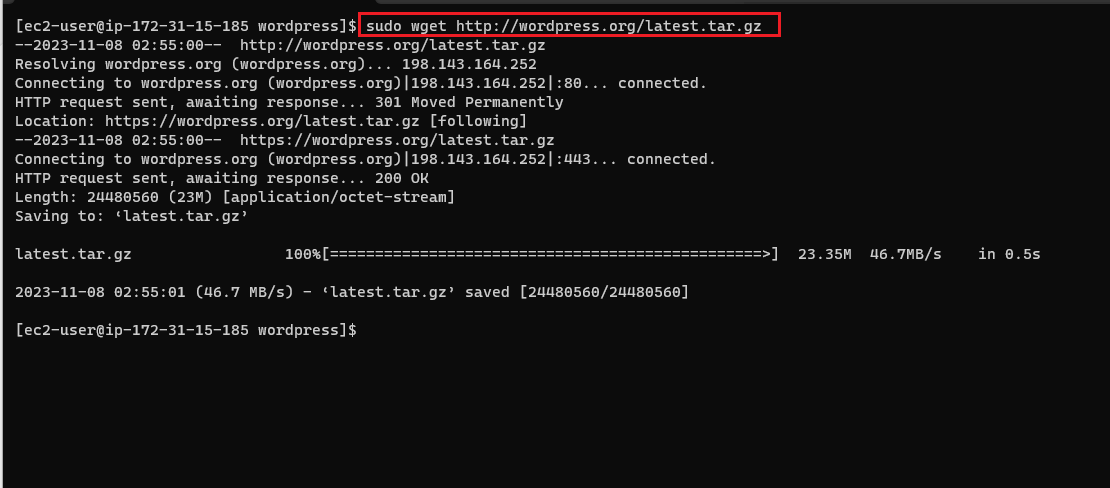 [ec2-user@ip-172-31-15-185 wordpress]$ sudo wget http://wordpress.org/latest.tar.gz
--2023-11-08 02:55:00--  http://wordpress.org/latest.tar.gz
Resolving wordpress.org (wordpress.org)... 198.143.164.252
Connecting to wordpress.org (wordpress.org)|198.143.164.252|:80... connected.
HTTP request sent, awaiting response... 301 Moved Permanently
Location: https://wordpress.org/latest.tar.gz [following]
--2023-11-08 02:55:00--  https://wordpress.org/latest.tar.gz
Connecting to wordpress.org (wordpress.org)|198.143.164.252|:443... connected.
HTTP request sent, awaiting response... 200 OK
Length: 24480560 (23M) [application/octet-stream]
Saving to: ‘latest.tar.gz’
latest.tar.gz                 100%[================================================>]  23.35M  46.7MB/s    in 0.5s
2023-11-08 02:55:01 (46.7 MB/s) - ‘latest.tar.gz’ saved [24480560/24480560]
[ec2-user@ip-172-31-15-185 wordpress]$